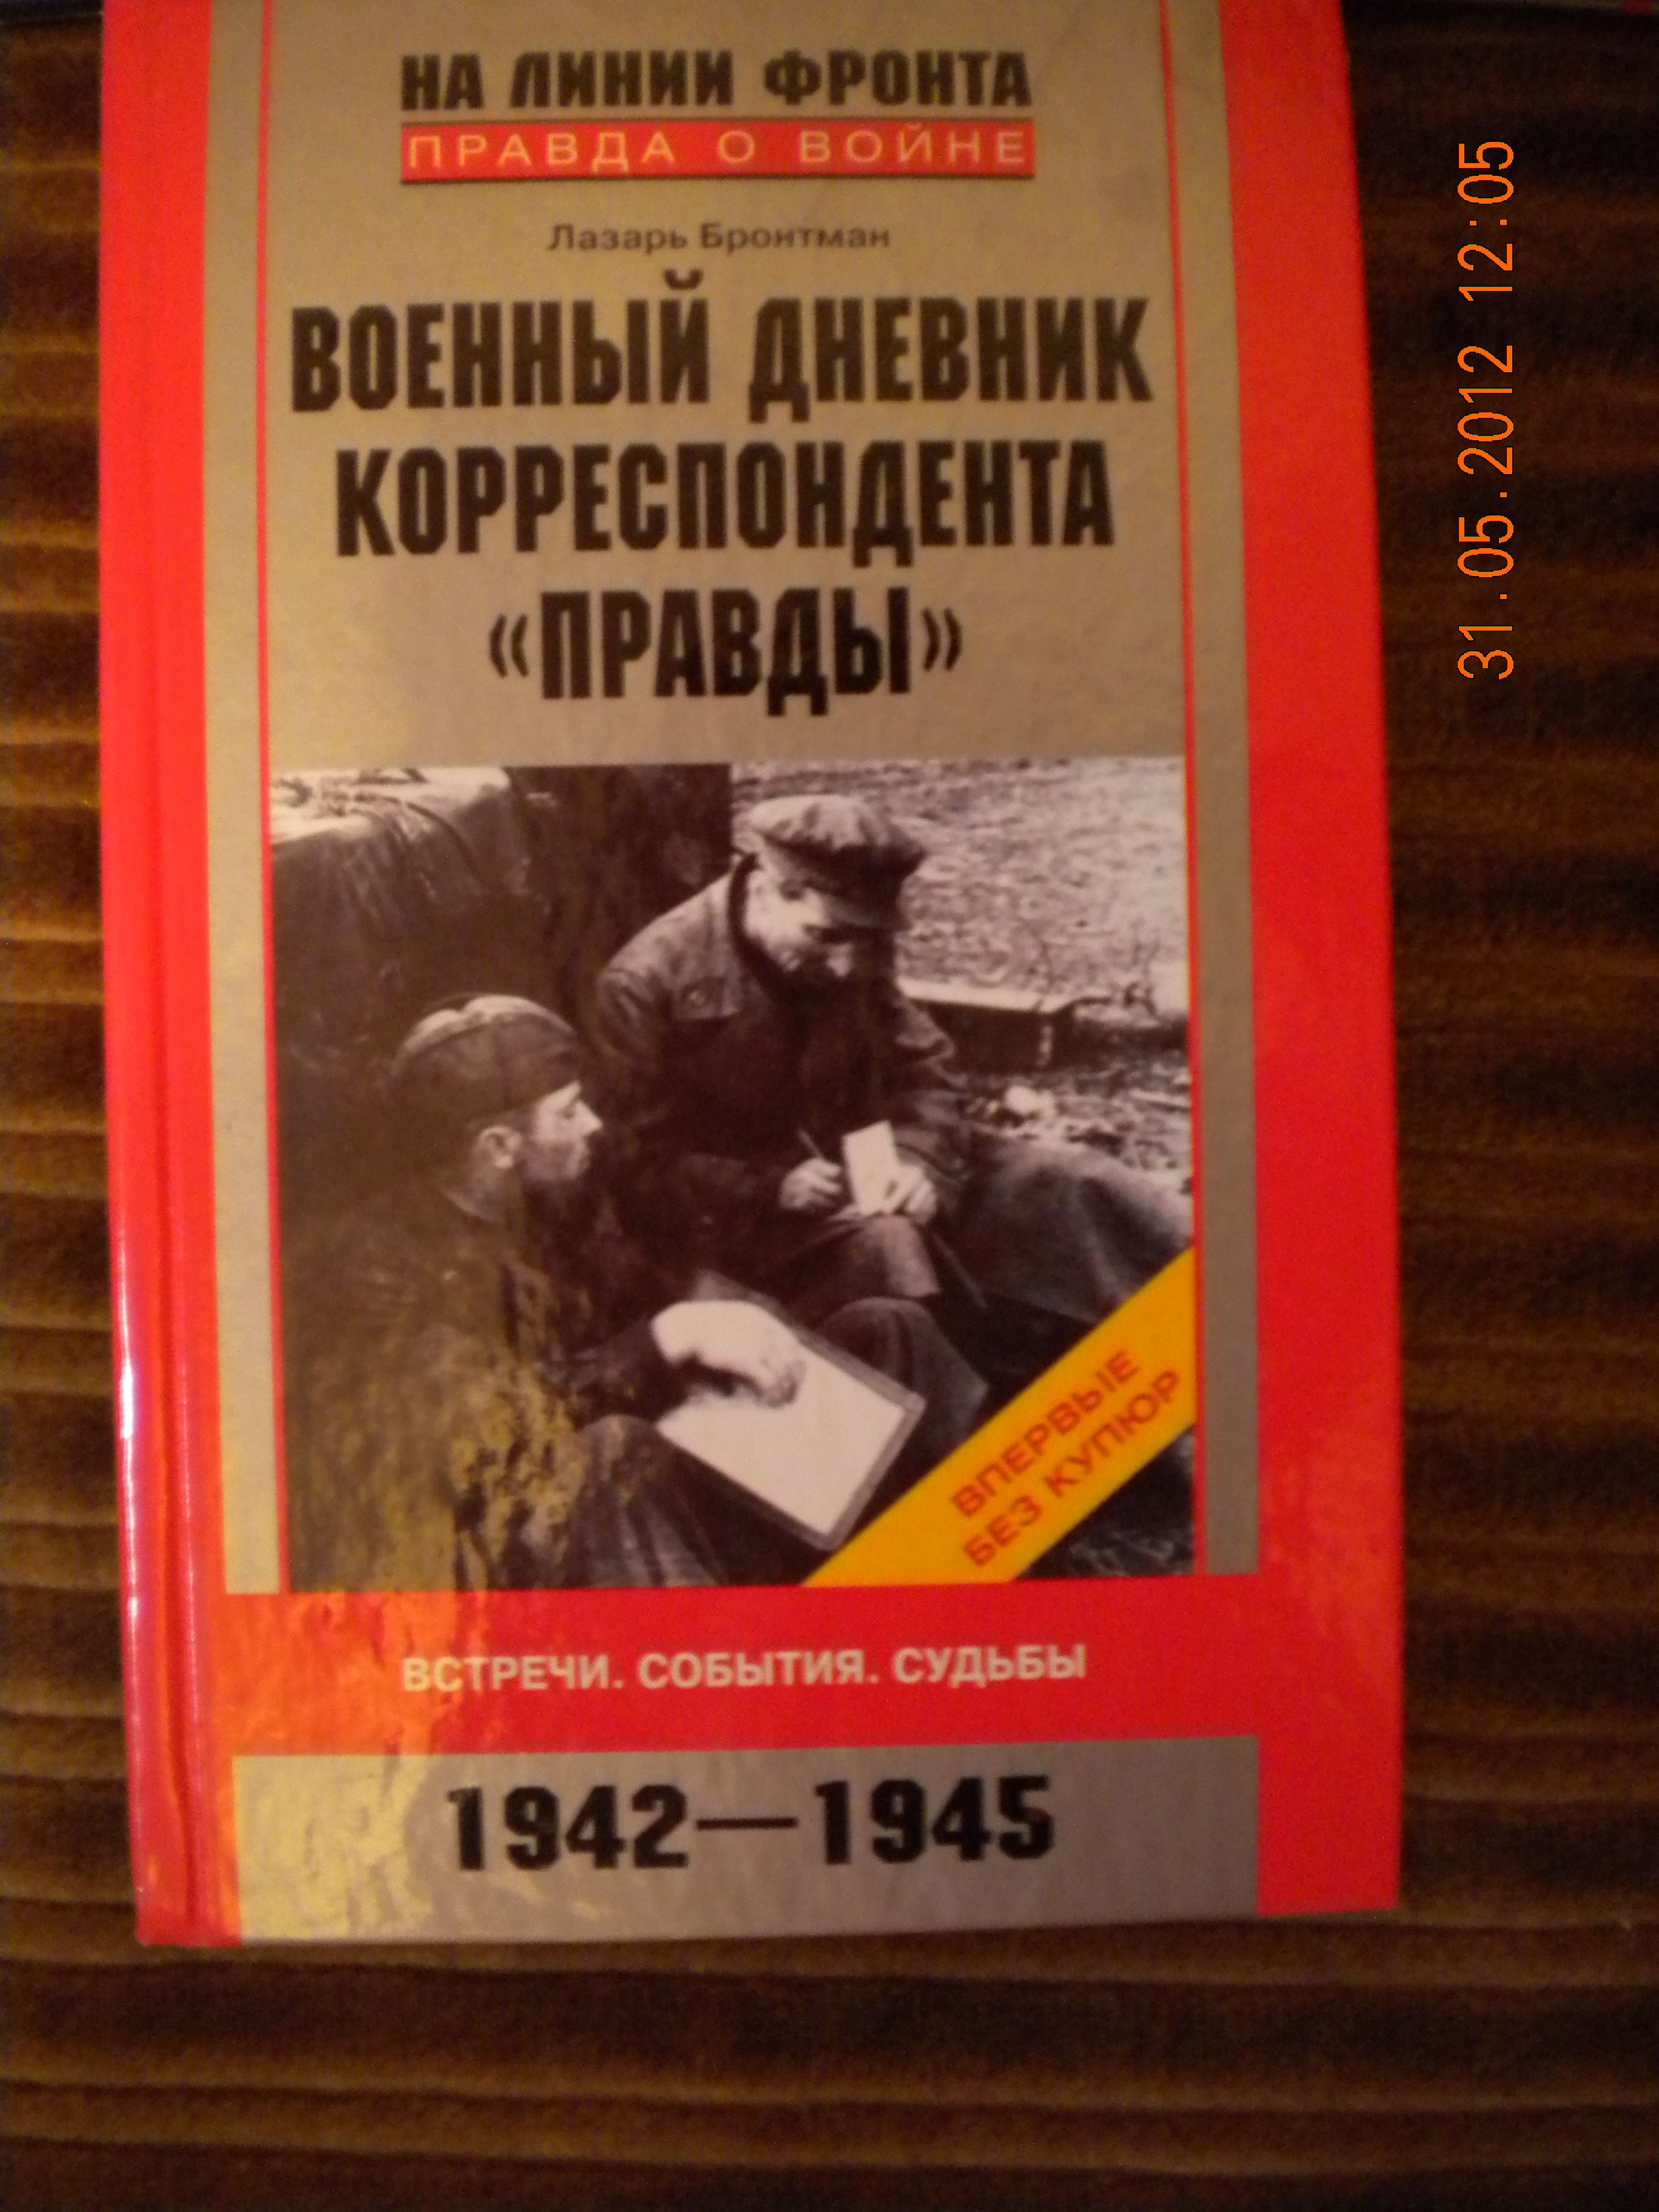 НА ЛИНИИ ФРОНТА
ПРАВДА О ВОЙНЕ
Лазарь Бронтман
ВОЕННЫЙ ДНЕВНИК
КОРРЕСПОНДЕНТА
«ПРАВДЫ»
ВПЕРВЫЕ
БЕЗ КУПЮР
ВСТРЕЧИ. СОБЫТИЯ. СУДЬБЫ
1942—1945
31.05.2012 12:05